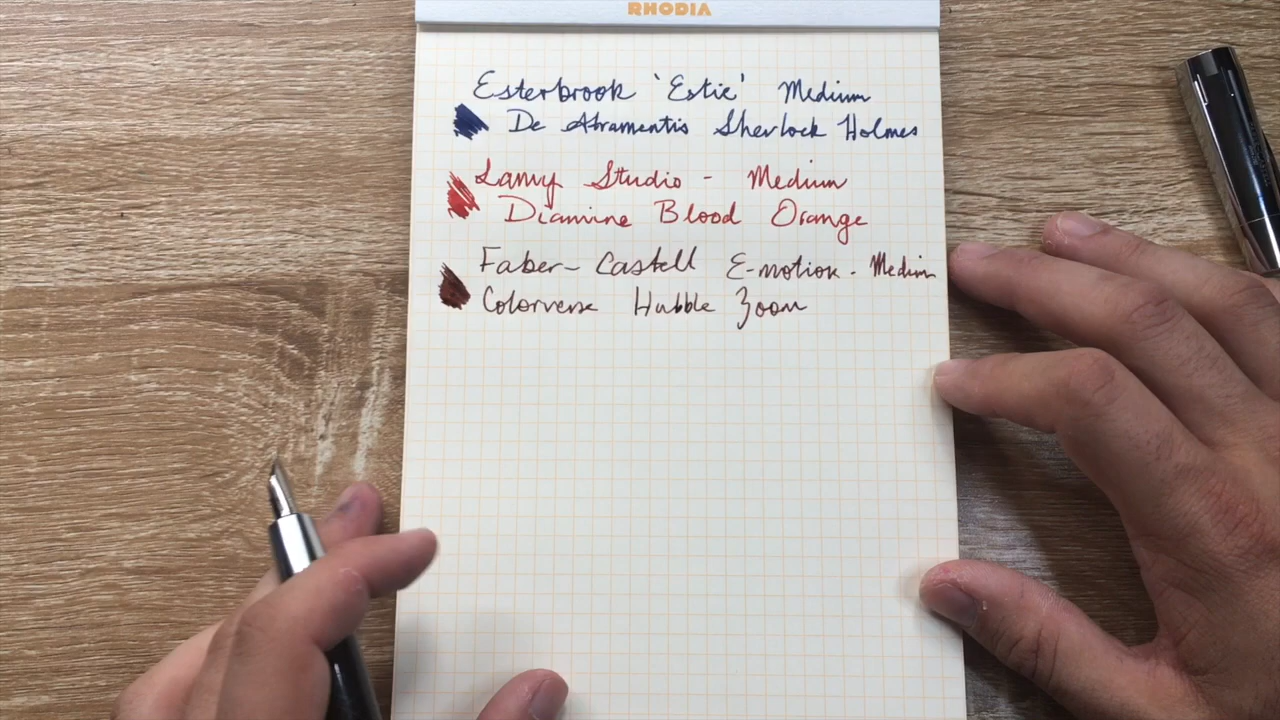 RHODIA
Esterbrook 'Estie' Medium
De Atramentis Sherlock Holmes
Lamy Studio - Medium
Diamine Blood Orange
Faber-Castell E-motion - Medium
Colorverse Hubble Zoom